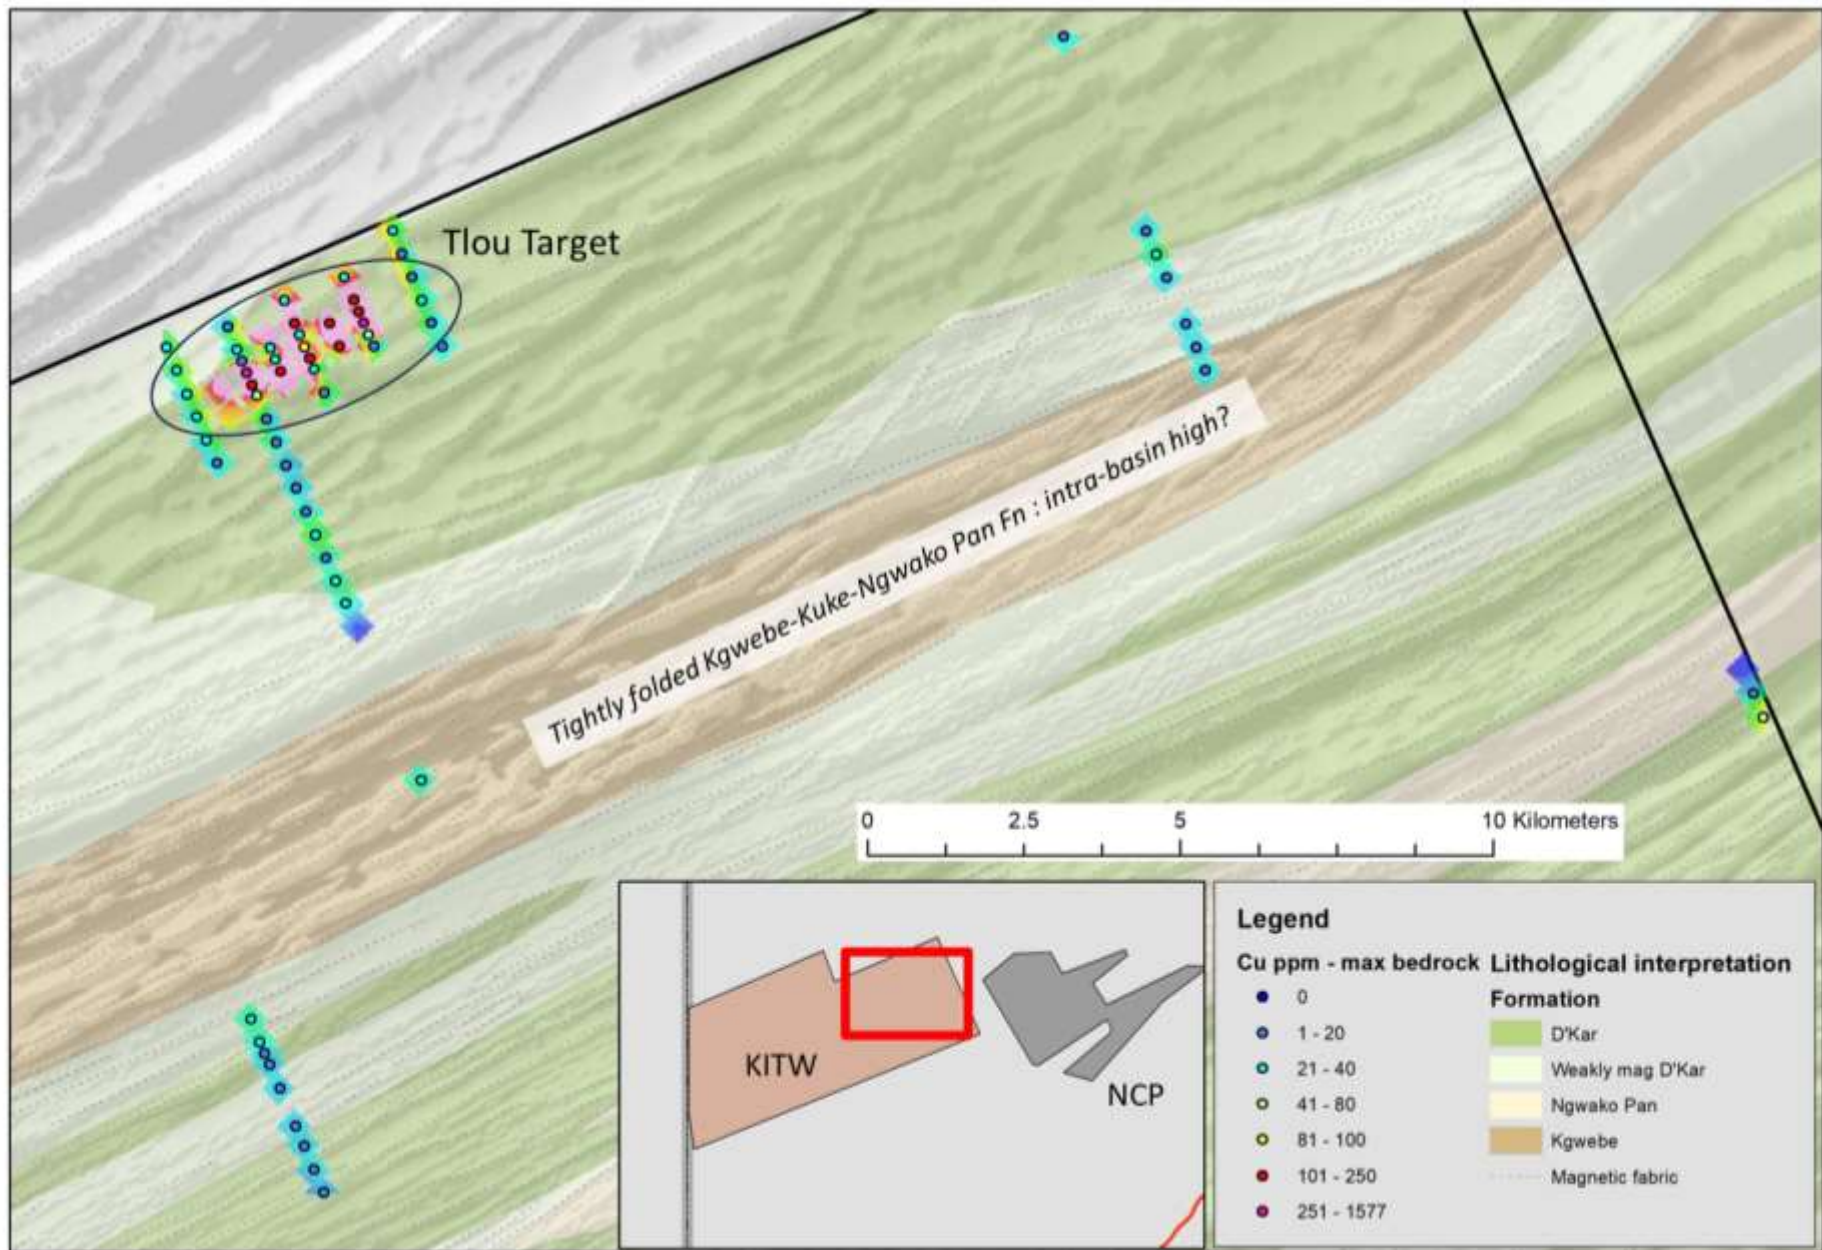 Tlou Target
Tightly folded Kgwebe-Kuke-Ngwako Pan Fn : intra-basin high?
0 2.5 5 10 Kilometers
KITW
NCP
Legend
Cu ppm - max bedrock
0
1 - 20
21 - 40
41 - 80
81 - 100
101 - 250
251 - 1577
Lithological interpretation
Formation
D'Kar
Weakly mag D'Kar
Ngwako Pan
Kgwebe
Magnetic fabric